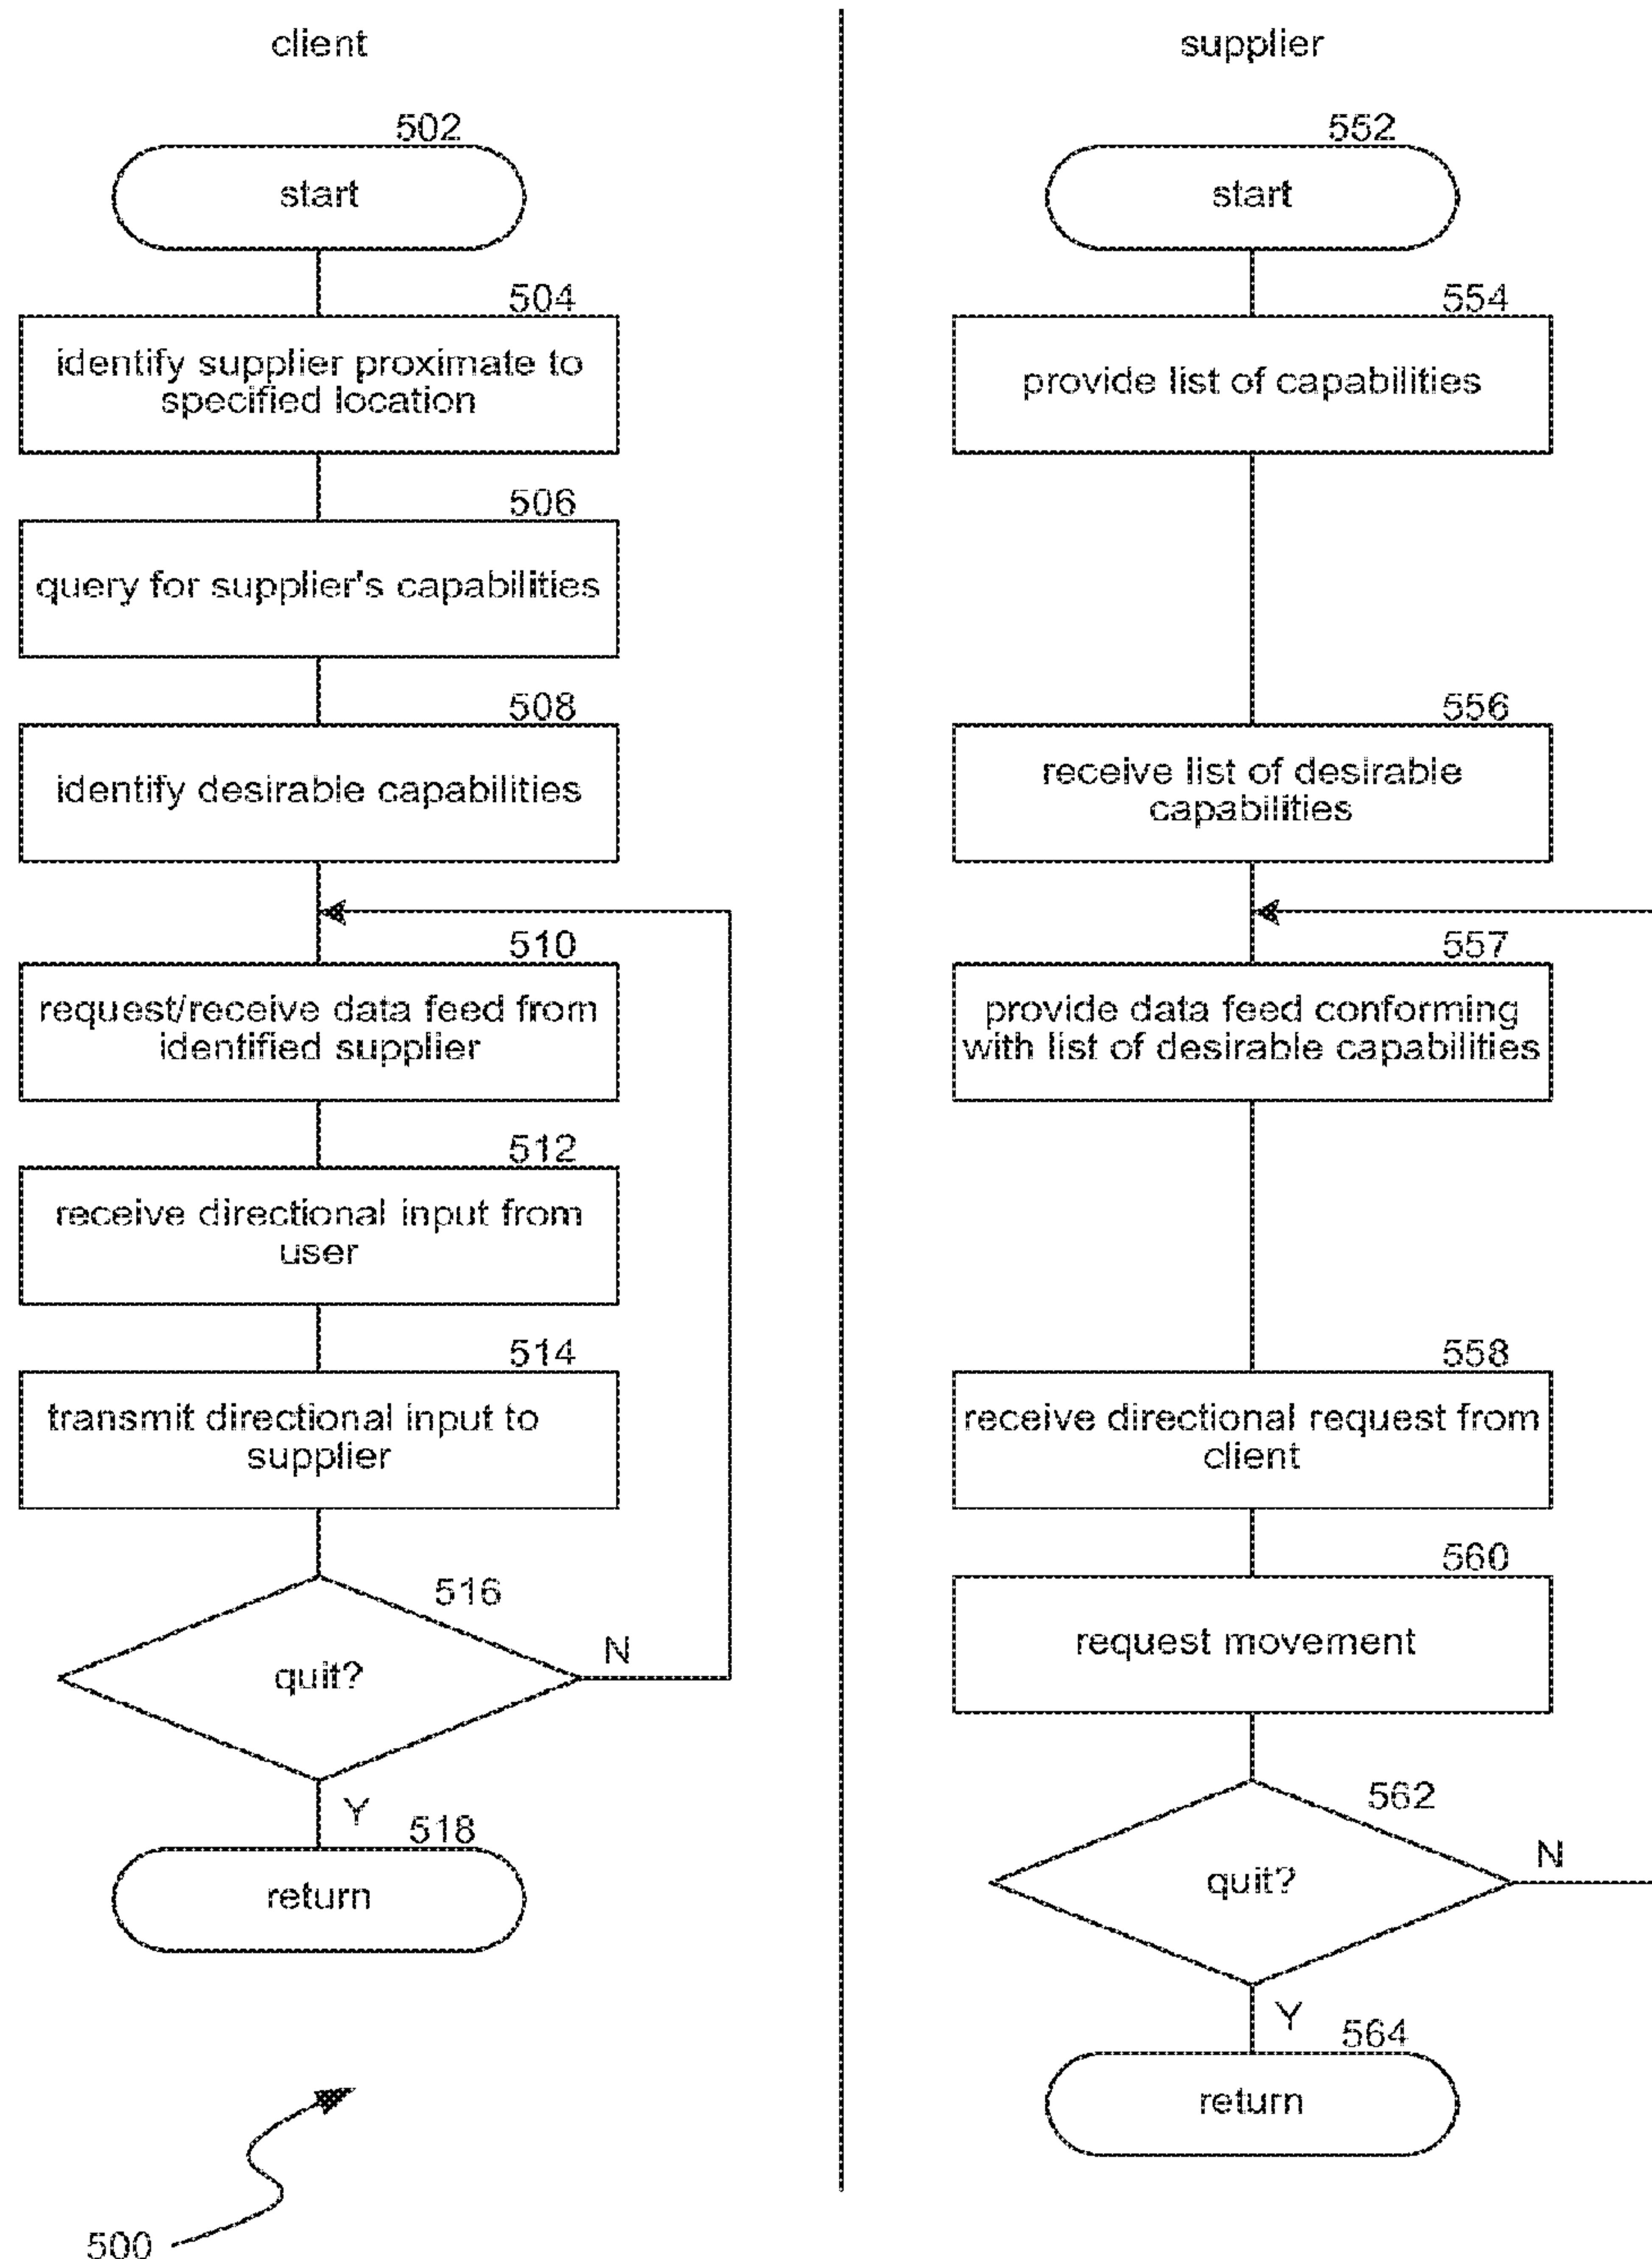 client
502
start
504
identify supplier proximate to
specified location
506
query for supplier's capabilities
508
identify desirable capabilities
510
request/receive data feed from
identified supplier
512
receive directional input from
user
514
transmit directional input to
supplier
516
quit?
N
Y
518
return
500
supplier
552
start
554
provide list of capabilities
556
receive list of desirable
capabilities
557
provide data feed conforming
with list of desirable capabilities
558
receive directional request from
client
560
request movement
562
quit?
N
Y
564
return